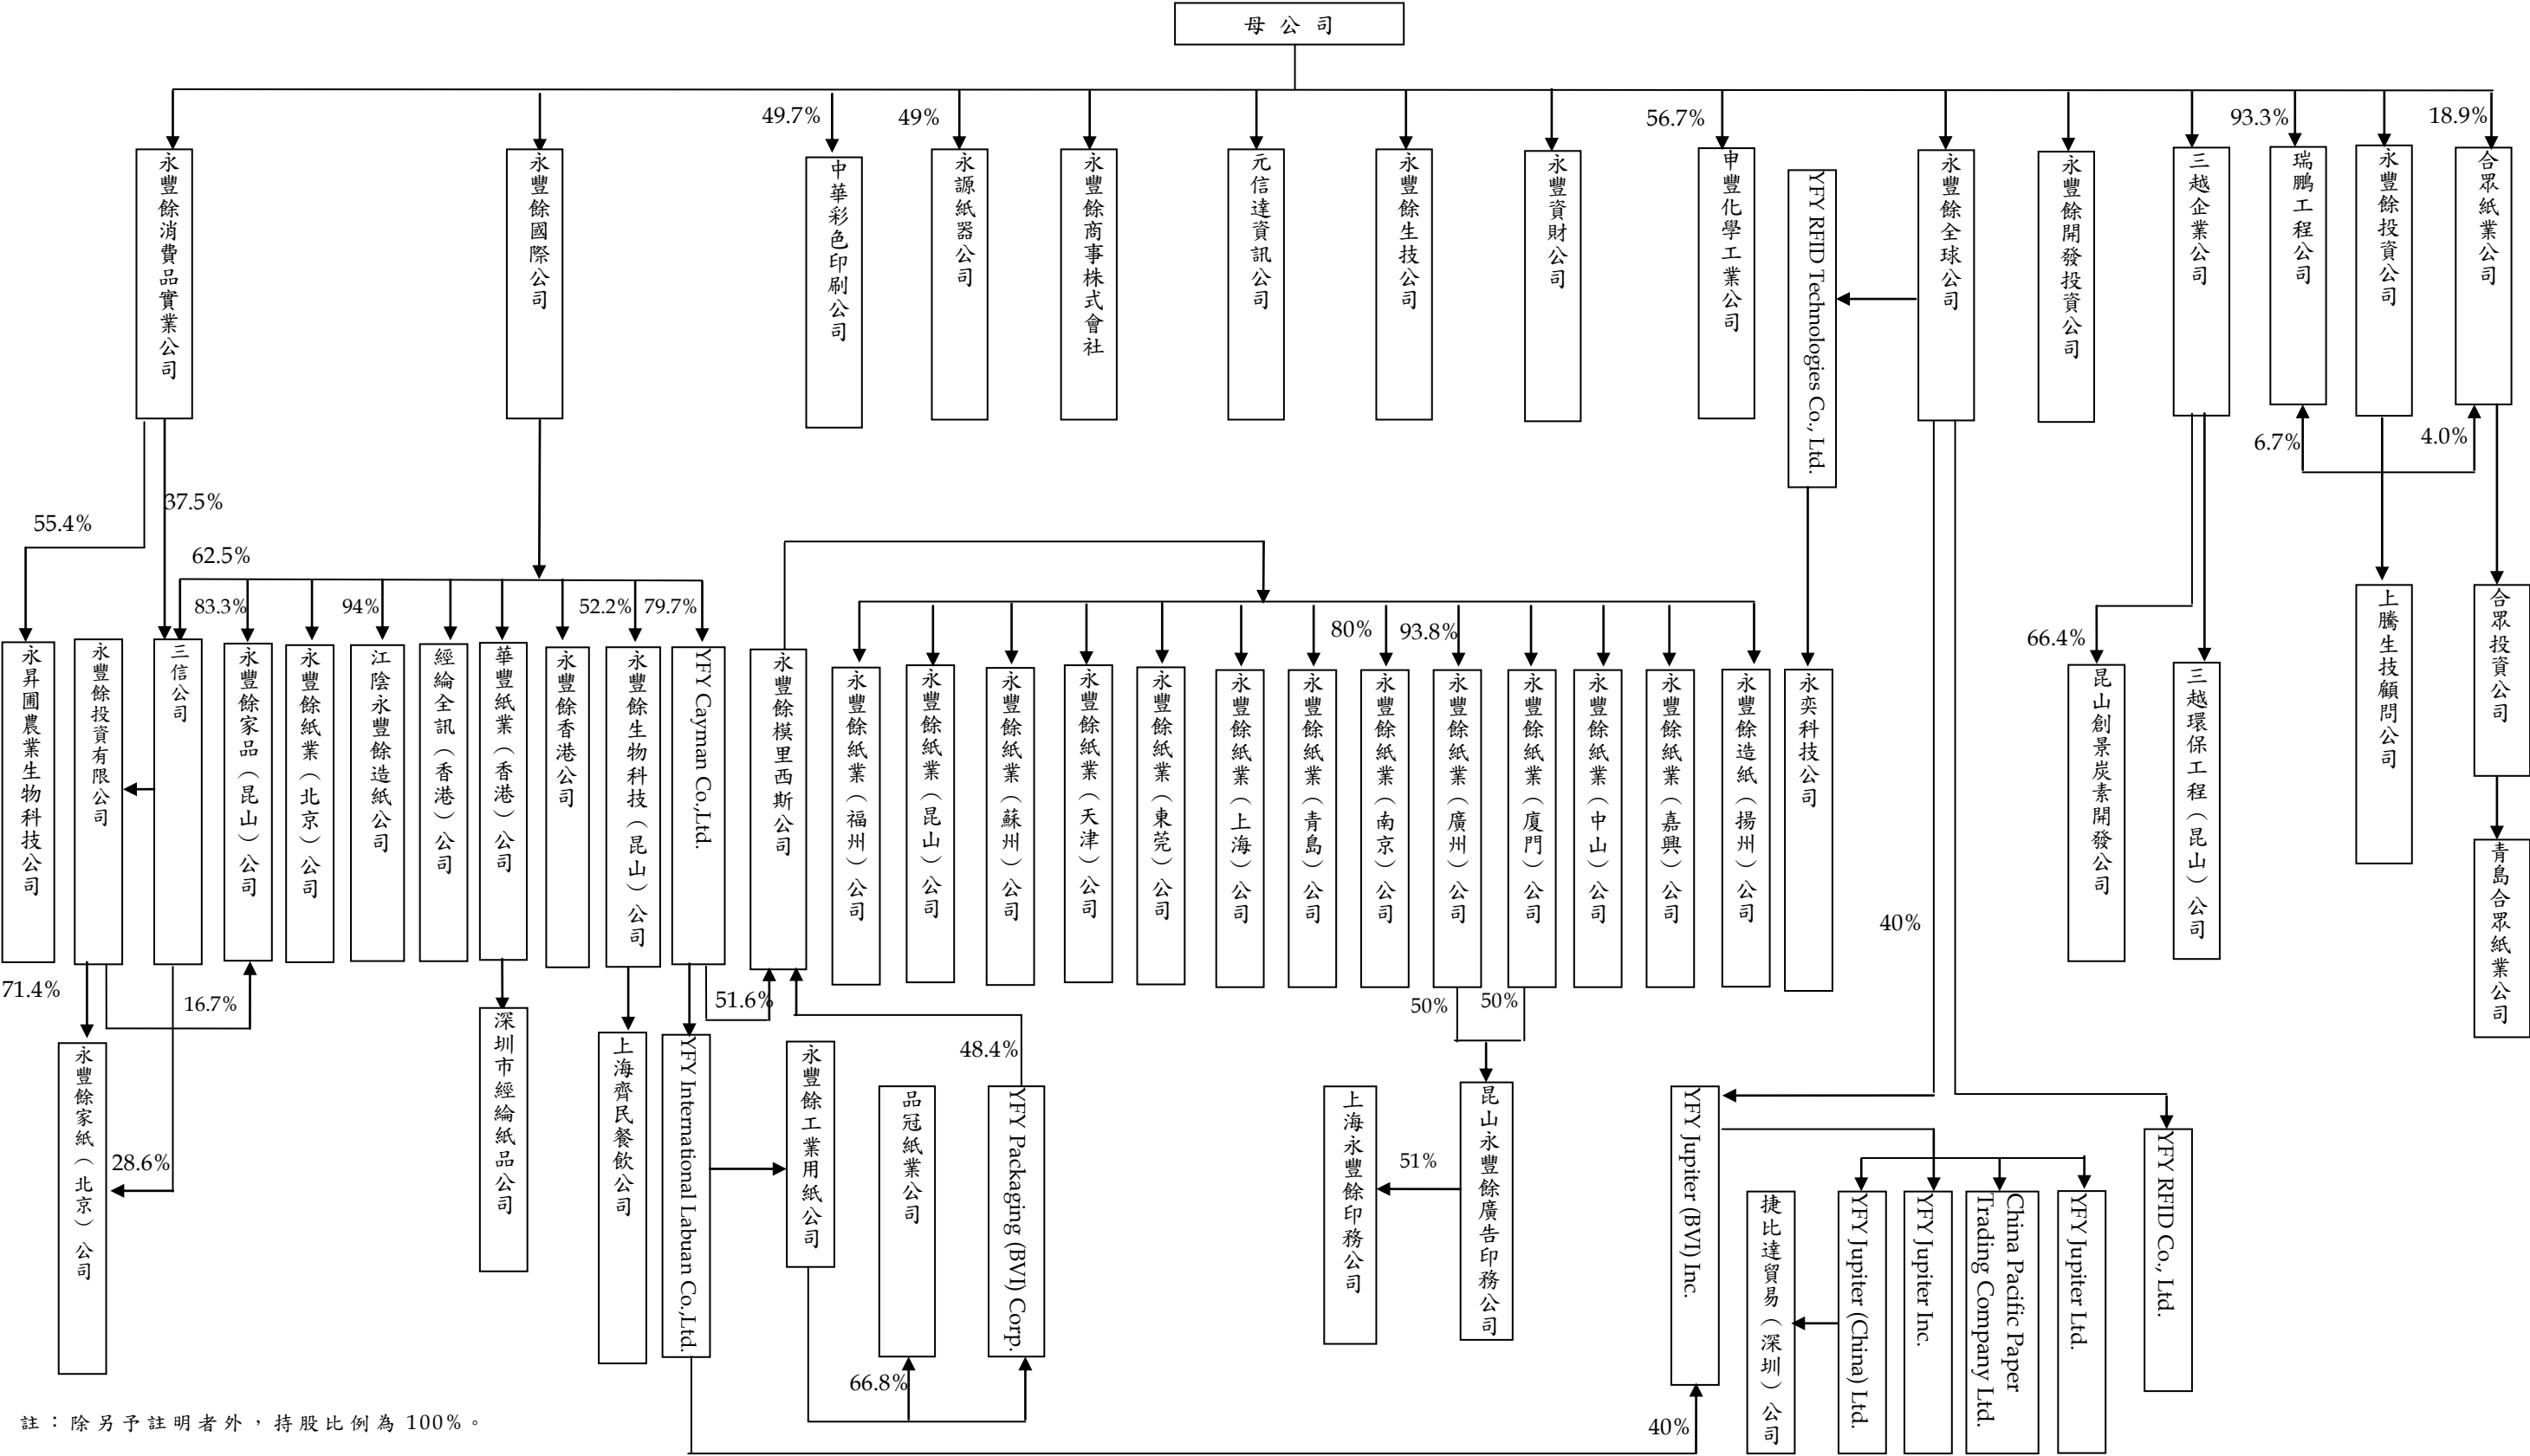 母公司
49.7%
49%
56.7%
93.3%
18.9%
永豐餘消費品實業公司
永豐餘國際公司
中華彩色印刷公司
永源紙器公司
永豐餘商事株式會社
元信達資訊公司
永豐餘生技公司
永豐資財公司
申豐化學工業公司
YFY RFID Technologies Co., Ltd.
永豐餘全球公司
永豐餘開發投資公司
三越企業公司
瑞鵬工程公司
永豐餘投資公司
合眾紙業公司
6.7%
4.0%
55.4%
37.5%
62.5%
83.3%
94%
52.2%
79.7%
80%
93.8%
66.4%
永昇圃農業生物科技公司
永豐餘投資有限公司
三信公司
永豐餘家品（昆山）公司
永豐餘紙業（北京）公司
江陰永豐餘造紙公司
經綸全訊（香港）公司
華豐紙業（香港）公司
永豐餘香港公司
永豐餘生物科技（昆山）公司
YFY Cayman Co.,Ltd.
永豐餘模里西斯公司
永豐餘紙業（福州）公司
永豐餘紙業（昆山）公司
永豐餘紙業（蘇州）公司
永豐餘紙業（天津）公司
永豐餘紙業（東莞）公司
永豐餘紙業（上海）公司
永豐餘紙業（青島）公司
永豐餘紙業（南京）公司
永豐餘紙業（廣州）公司
永豐餘紙業（廈門）公司
永豐餘紙業（中山）公司
永豐餘紙業（嘉興）公司
永豐餘造紙（揚州）公司
永奕科技公司
昆山創景炭素開發公司
三越環保工程（昆山）公司
上騰生技顧問公司
合眾投資公司
青島合眾紙業公司
40%
71.4%
16.7%
51.6%
48.4%
50%
50%
永豐餘家紙（北京）公司
28.6%
深圳市經綸紙品公司
上海齊民餐飲公司
YFY International Labuan Co.,Ltd.
永豐餘工業用紙公司
品冠紙業公司
YFY Packaging (BVI) Corp.
上海永豐餘印務公司
51%
昆山永豐餘廣告印務公司
YFY Jupiter (BVI) Inc.
捷比達貿易（深圳）公司
YFY Jupiter (China) Ltd.
YFY Jupiter Inc.
China Pacific Paper
Trading Company Ltd.
YFY Jupiter Ltd.
YFY RFID Co., Ltd.
66.8%
40%
註：除另予註明者外，持股比例為 100%。